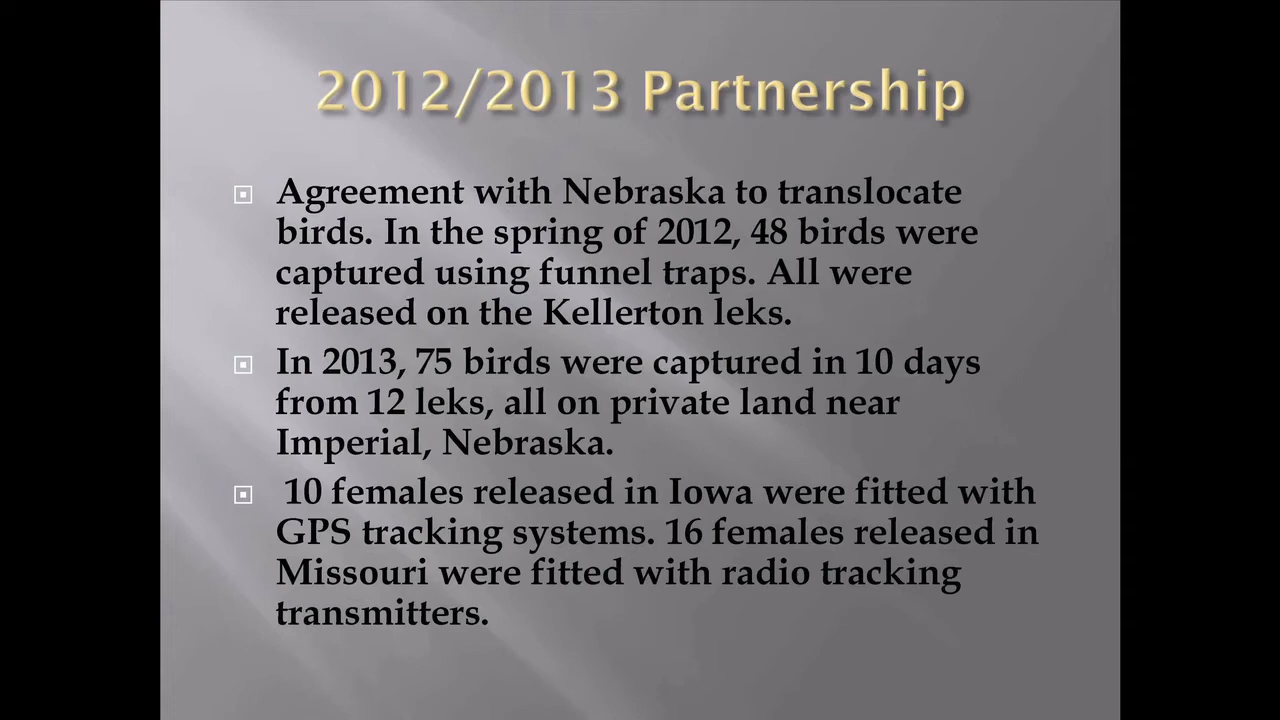 2012/2013 Partnership
Agreement with Nebraska to translocate
birds. In the spring of 2012, 48 birds were
captured using funnel traps. All were
released on the Kellerton leks.
In 2013, 75 birds were captured in 10 days
from 12 leks, all on private land near
Imperial, Nebraska.
10 females released in Iowa were fitted with
GPS tracking systems. 16 females released in
Missouri were fitted with radio tracking
transmitters.